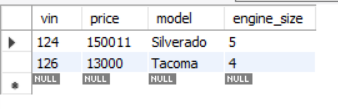 vin price model engine_size
124 150011 Silverado 5
126 13000 Tacoma 4
NULL NULL NULL NULL